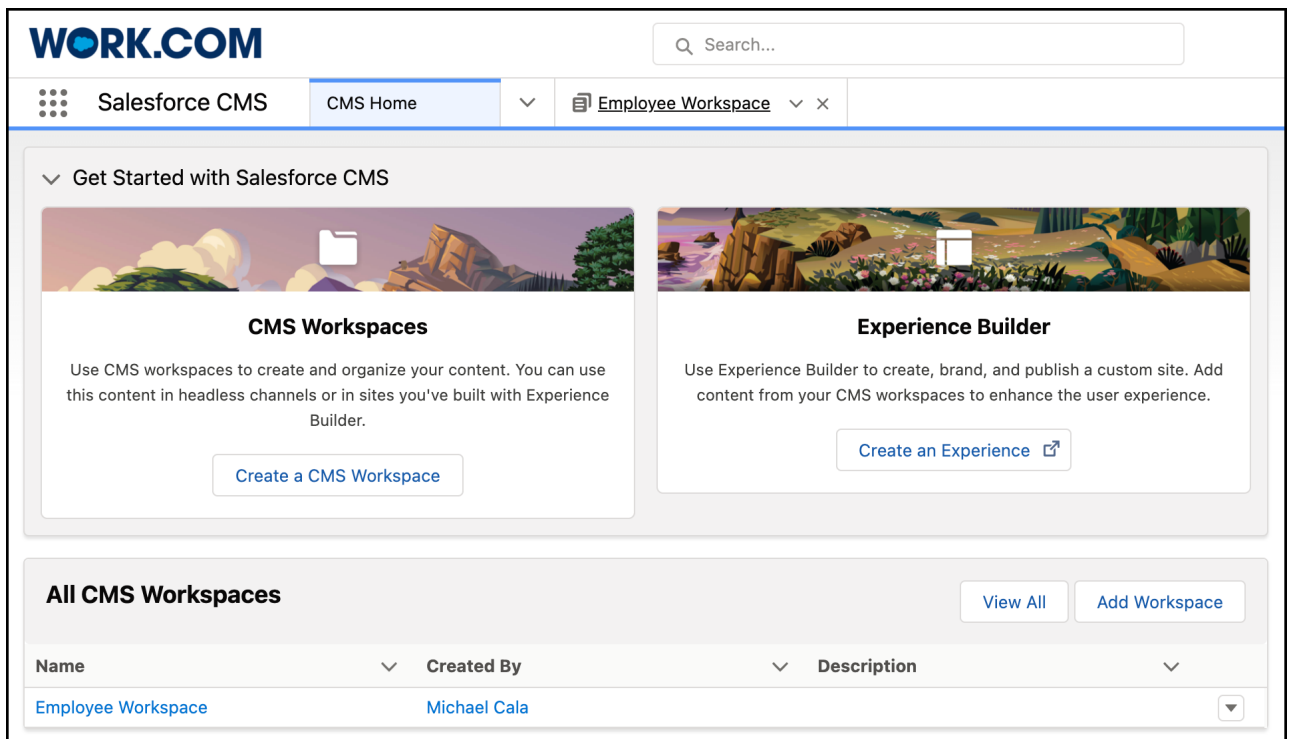 WORK.COM
Search...
Salesforce CMS
CMS Home
Employee Workspace
Get Started with Salesforce CMS
CMS Workspaces
Use CMS workspaces to create and organize your content. You can use
this content in headless channels or in sites you've built with Experience
Builder.
Create a CMS Workspace
Experience Builder
Use Experience Builder to create, brand, and publish a custom site. Add
content from your CMS workspaces to enhance the user experience.
Create an Experience
All CMS Workspaces
View All
Add Workspace
Name
Created By
Description
Employee Workspace
Michael Cala